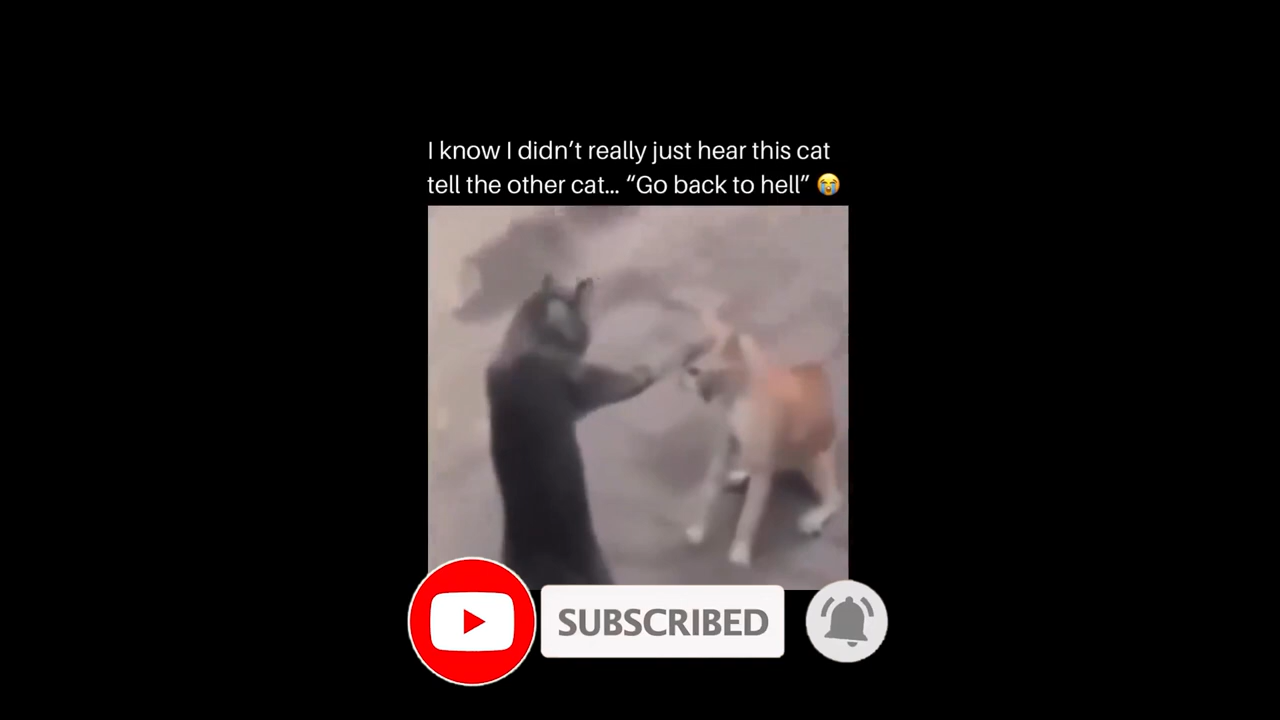 I know I didn’t really just hear this cat
tell the other cat... “Go back to hell” 😭
SUBSCRIBED